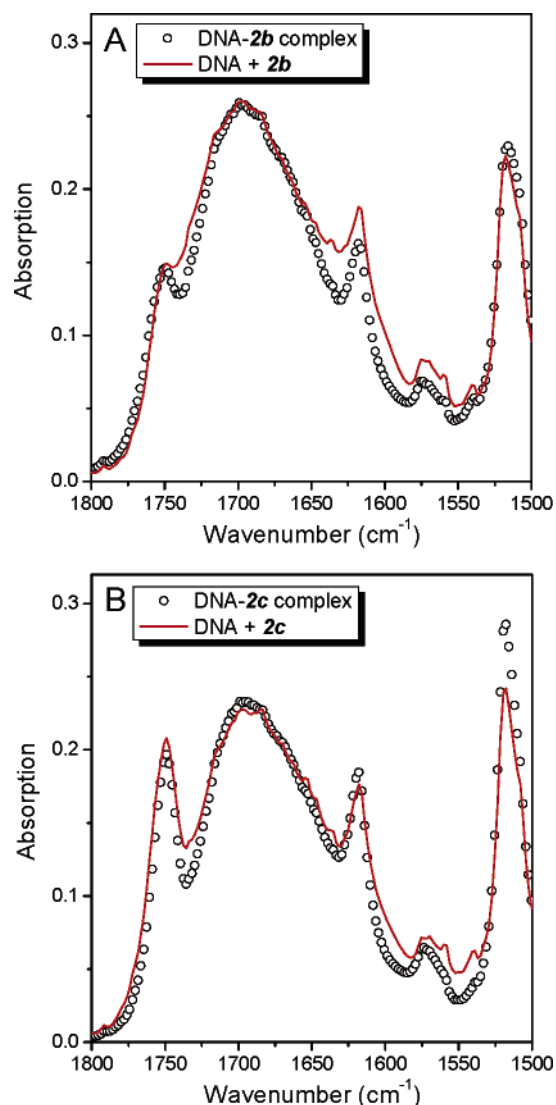 A
DNA-2b complex
DNA + 2b
0.3
0.2
0.1
0.0
Absorption
1800 1750 1700 1650 1600 1550 1500
Wavenumber (cm⁻¹)
B
DNA-2c complex
DNA + 2c
0.3
0.2
0.1
0.0
Absorption
1800 1750 1700 1650 1600 1550 1500
Wavenumber (cm⁻¹)